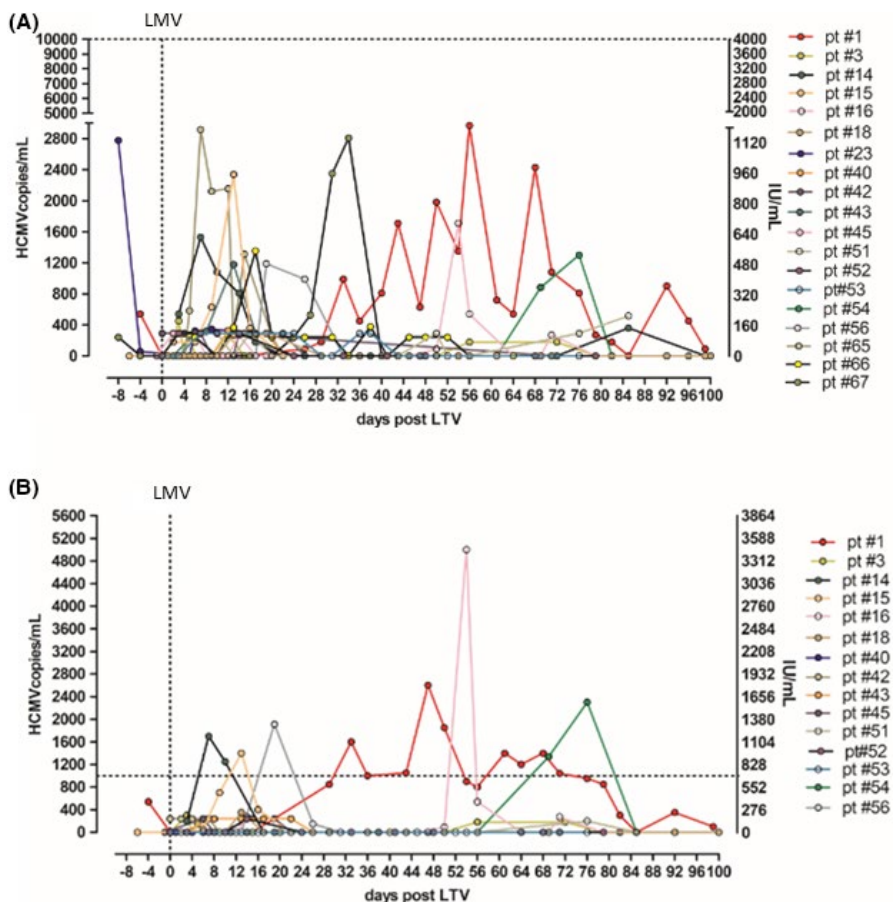 (A)
LMV
10000
9000
8000
7000
6000
5000
2800
2400
2000
1600
1200
800
400
0
HCMVcopies/mL
4000
3600
3200
2800
2400
2000
1120
960
800
640
480
320
160
0
IU/mL
-8 -4 0 4 8 12 16 20 24 28 32 36 40 44 48 52 56 60 64 68 72 76 80 84 88 92 96 100
days post LTV
pt #1
pt #3
pt #14
pt #15
pt #16
pt #18
pt #23
pt #40
pt #42
pt #43
pt #45
pt #51
pt #52
pt#53
pt #54
pt #56
pt #65
pt #66
pt #67
(B)
LMV
5600
5200
4800
4400
4000
3600
3200
2800
2400
2000
1600
1200
800
400
0
HCMVcopies/mL
3864
3588
3312
3036
2760
2484
2208
1932
1656
1380
1104
828
552
276
0
IU/mL
-8 -4 0 4 8 12 16 20 24 28 32 36 40 44 48 52 56 60 64 68 72 76 80 84 88 92 96 100
days post LTV
pt #1
pt #3
pt #14
pt #15
pt #16
pt #18
pt #40
pt #42
pt #43
pt #45
pt #51
pt#52
pt #53
pt #54
pt #56